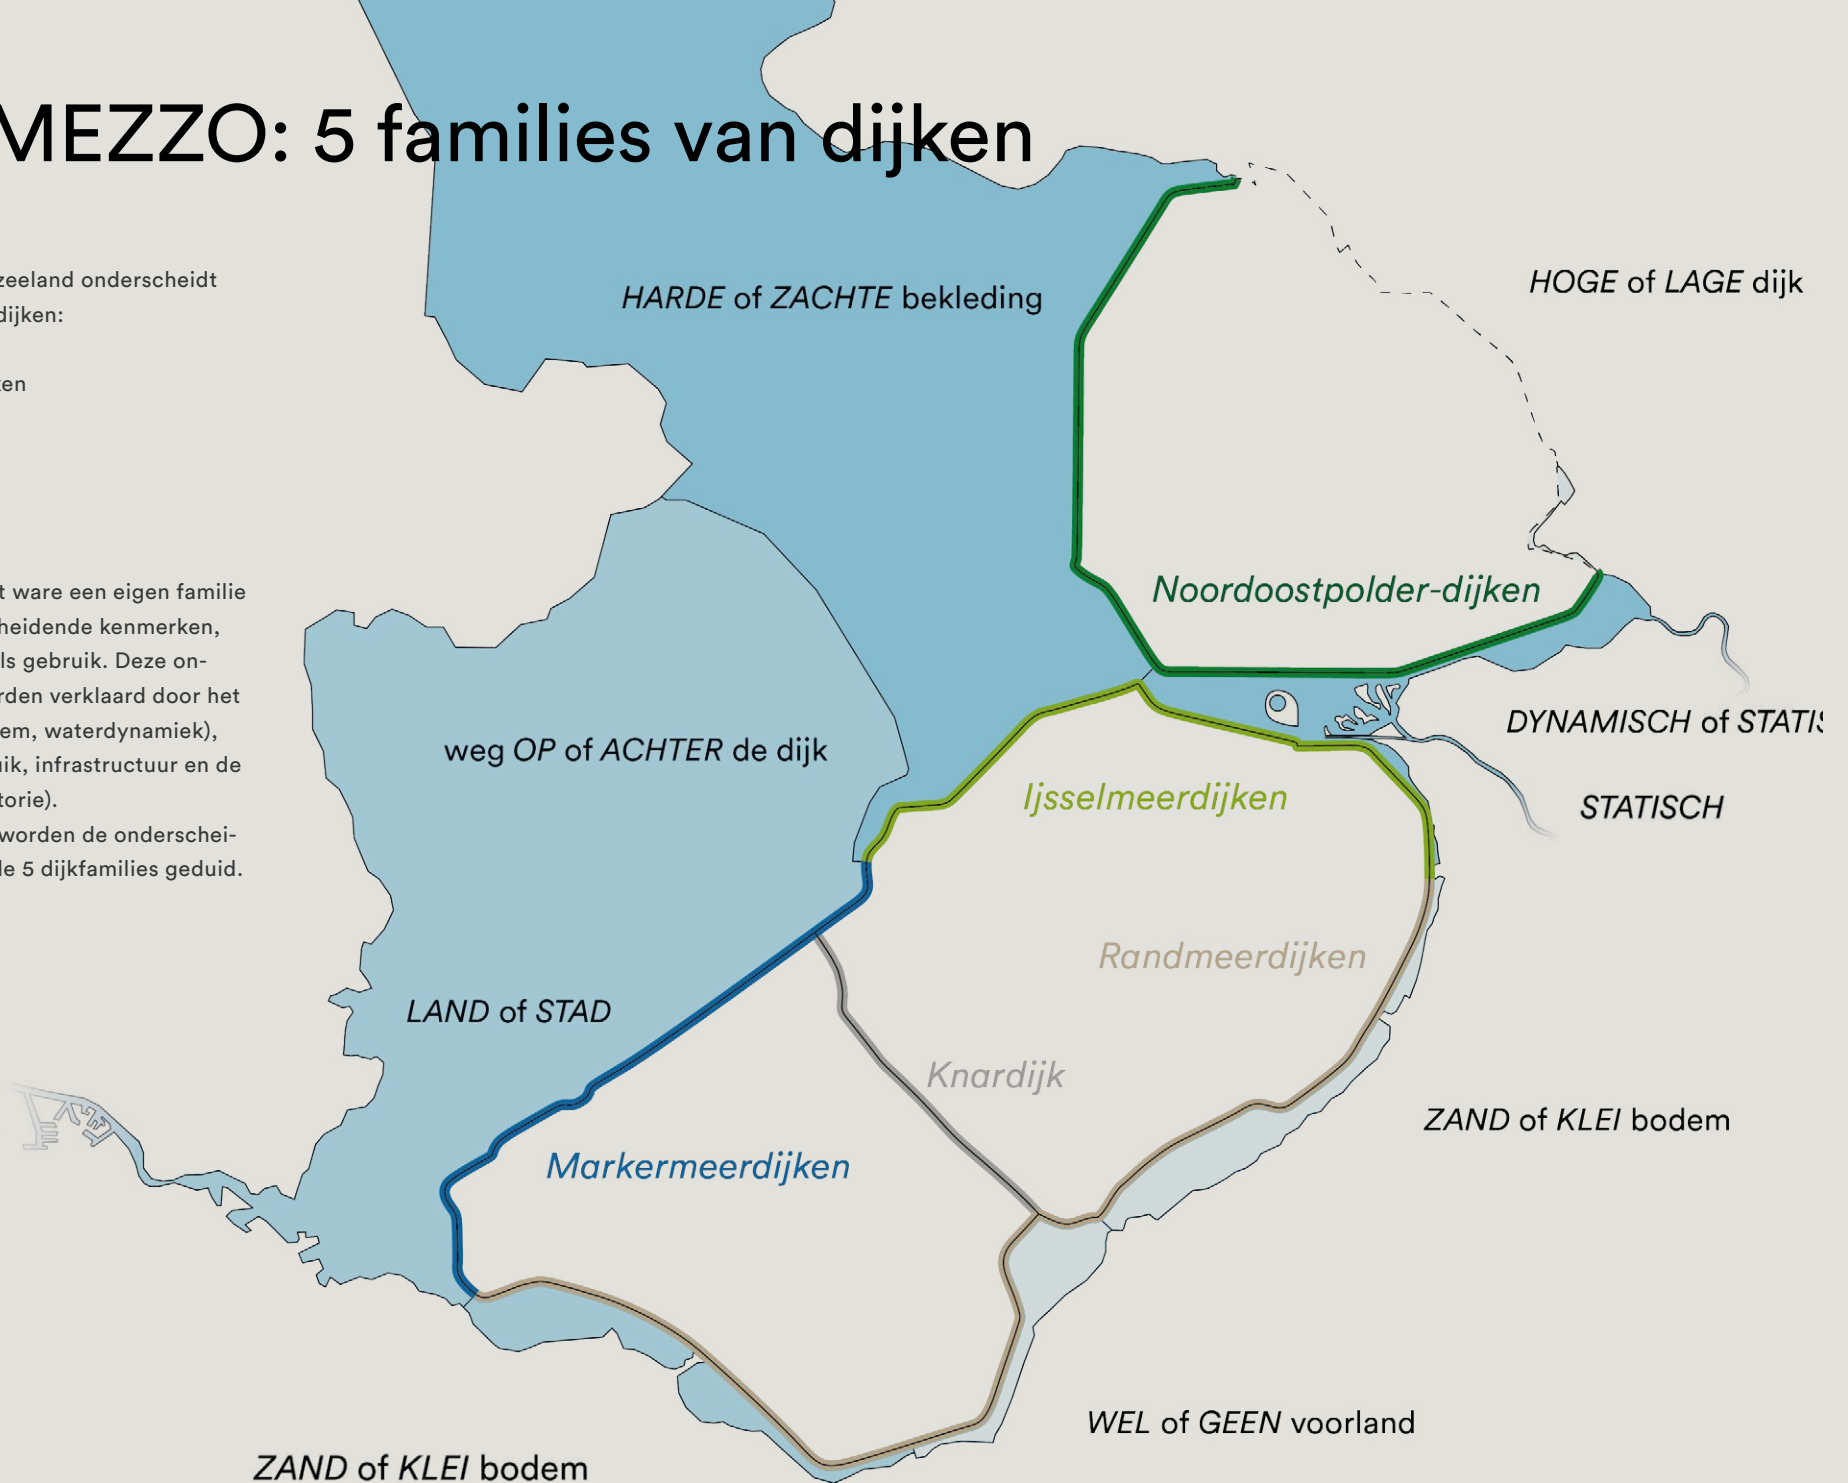 MEZZO: 5 families van dijken
zeeland onderscheidt
dijken:
HARDE of ZACHTE bekleding
HOGE of LAGE dijk
t ware een eigen familie
heidende kenmerken,
ls gebruik. Deze on-
rden verklaard door het
em, waterdynamiek),
ik, infrastructuur en de
torie).
worden de onderschei-
le 5 dijkfamilies geduid.
Noordoostpolder-dijken
weg OP of ACHTER de dijk
DYNAMISCH of STATIS
Ijsselmeerdijken
STATISCH
Randmeerdijken
LAND of STAD
Knardijk
ZAND of KLEI bodem
Markermeerdijken
WEL of GEEN voorland
ZAND of KLEI bodem